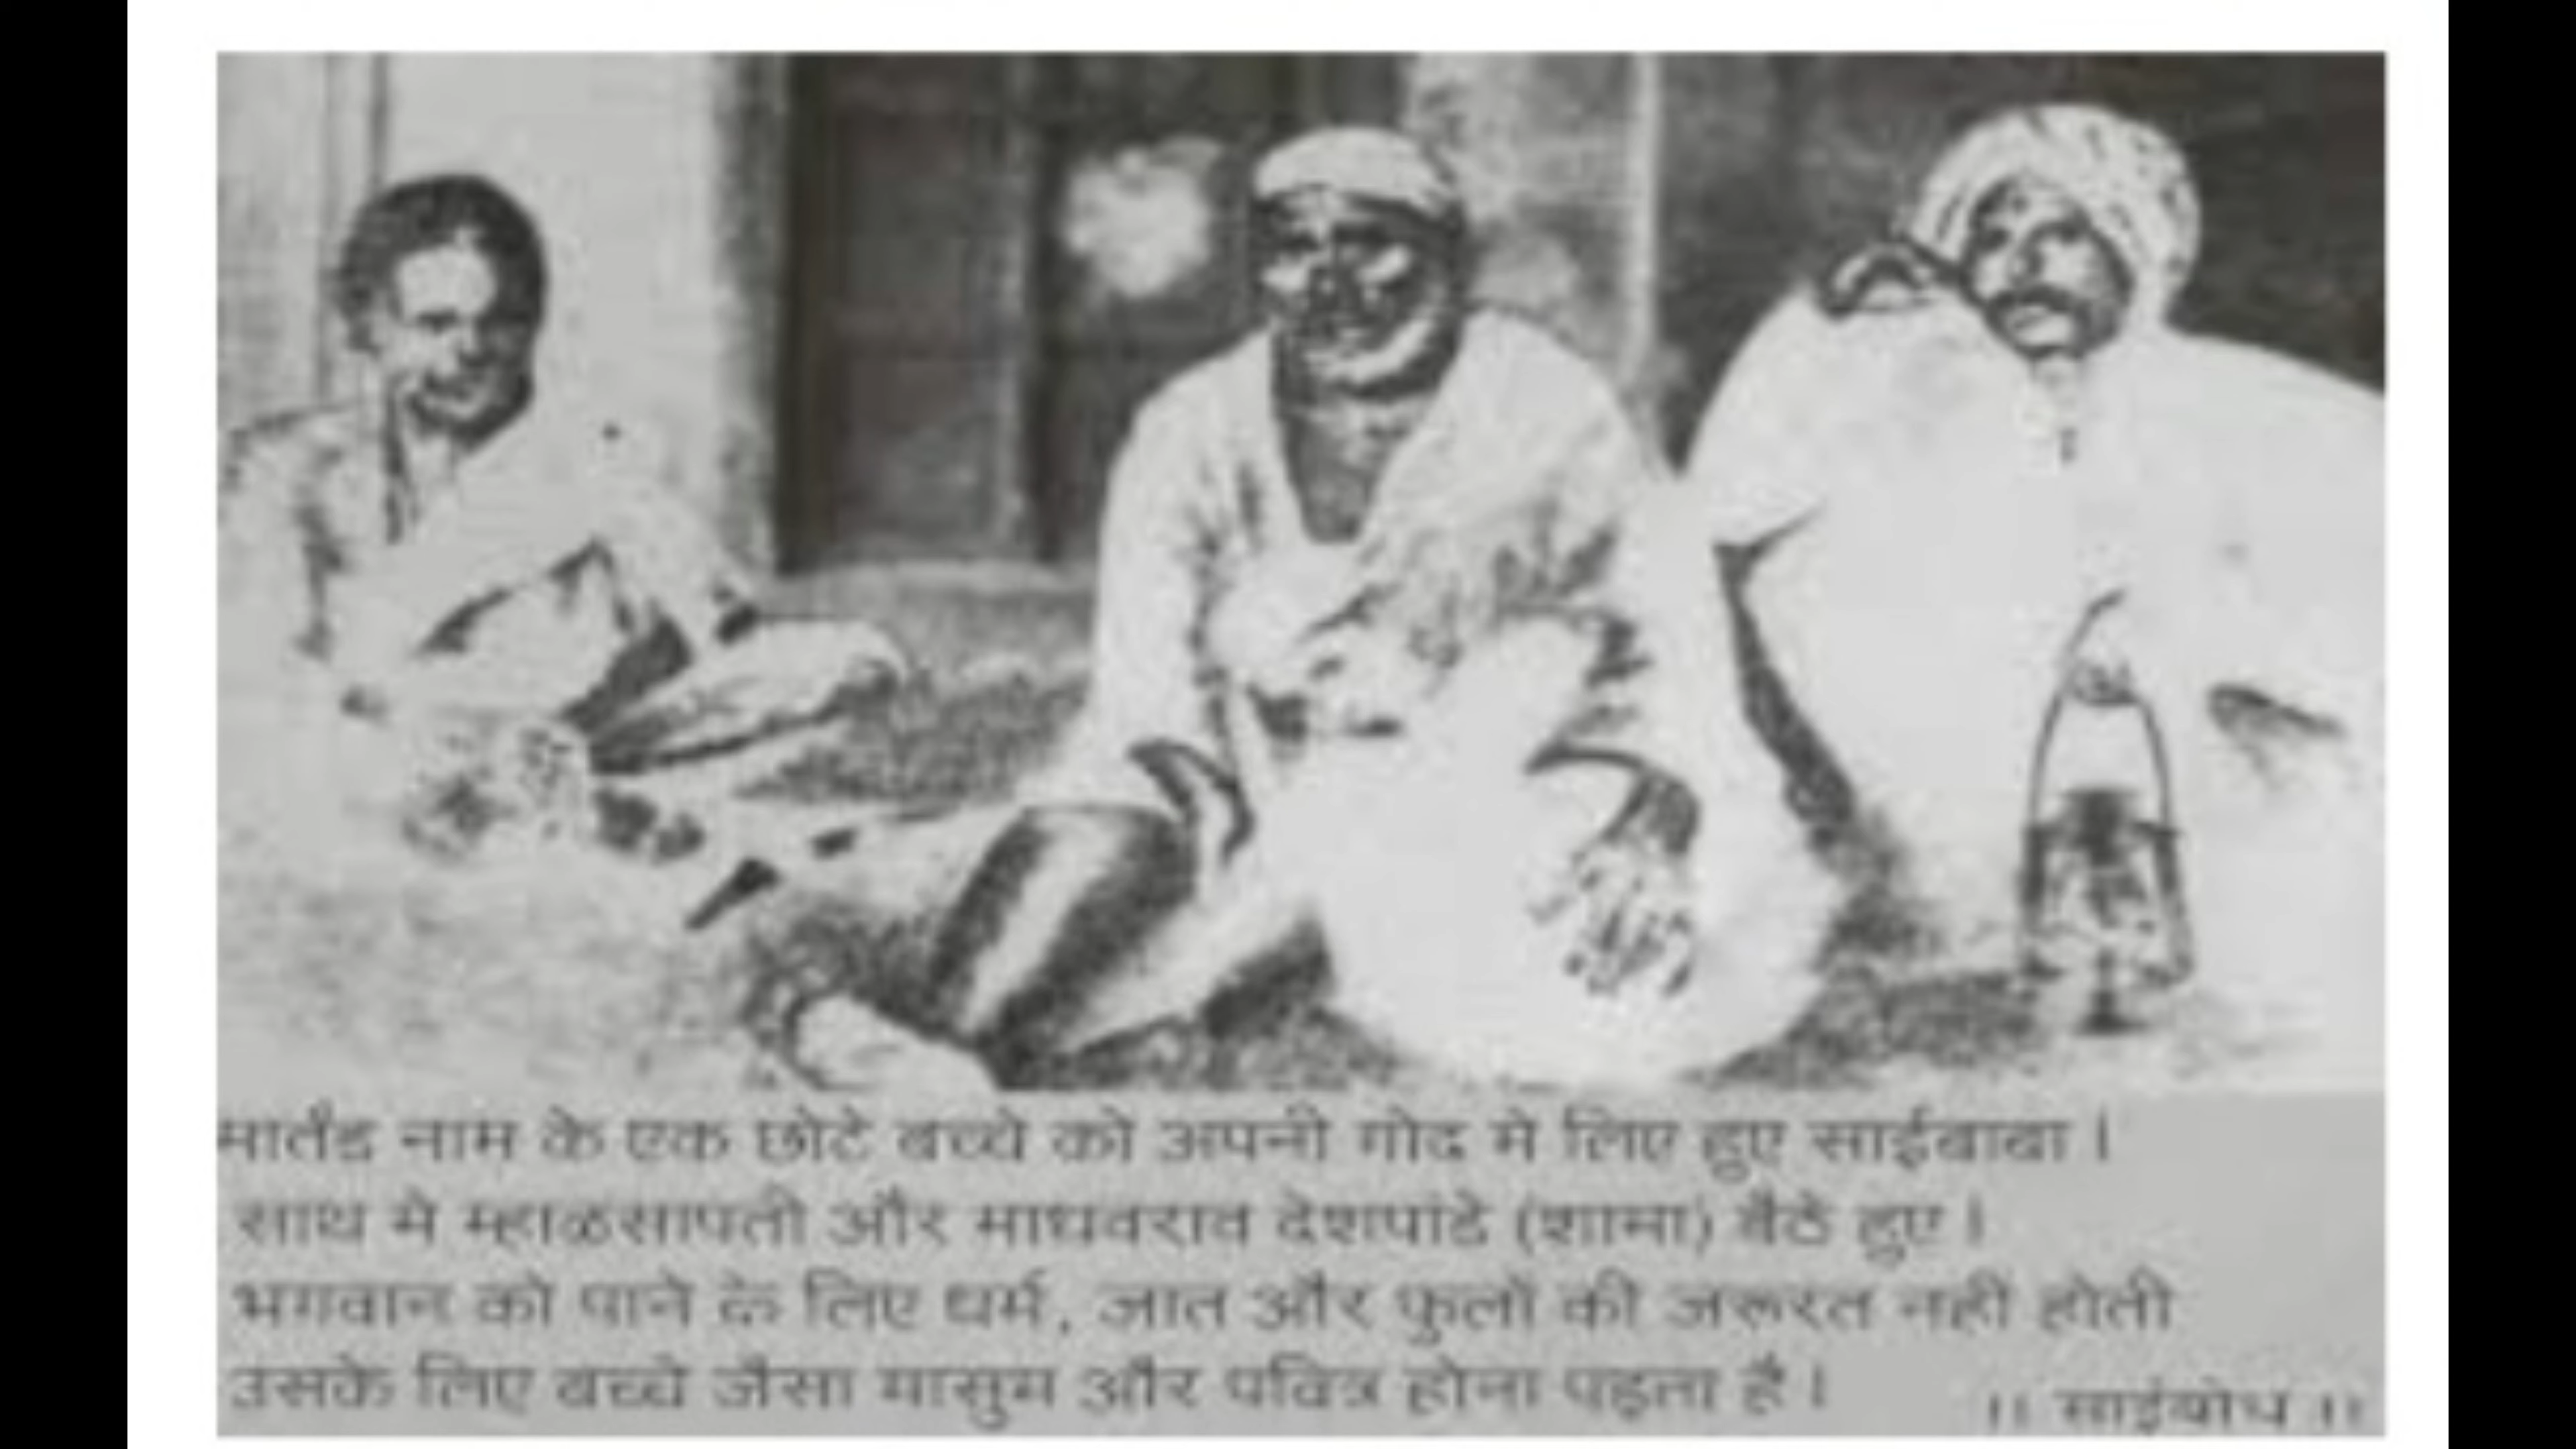 मार्तंड नाम के एक छोटे बच्चे को अपनी गोद मे लिए हुए साईबाबा ।
साथ मे म्हाळसापती और माधवराव देशपांडे (शामा) बैठे हुए ।
भगवान को पाने के लिए धर्म, जात और फुलों की जरूरत नही होती
उसके लिए बच्चे जैसा मासुम और पवित्र होना पड़ता है ।
।। साईबोध ।।